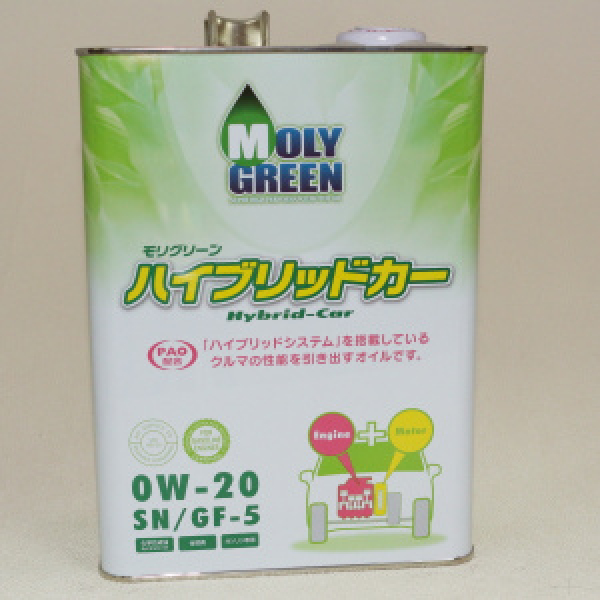 MOLY
GREEN
モリグリーン
ハイブリッドカー
Hybrid-Car
PAO
配合
「ハイブリッドシステム」を搭載している
クルマの性能を引き出すオイルです。
Engine
Motor
0W-20
SN/GF-5